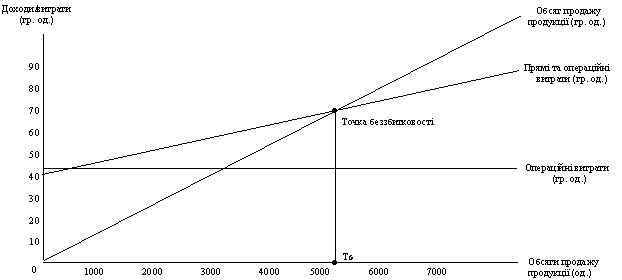 Доходи/витрати
(гр. од.)
Обсяг продажу
продукції (гр. од.)
90
Прямі та операційні
витрати (гр. од.)
80
70
Точка беззбитковості
60
50
Операційні витрати
(гр. од.)
40
30
20
10
Тб
0
1000
2000
3000
4000
5000
6000
7000
Обсяги продажу
продукції (од.)